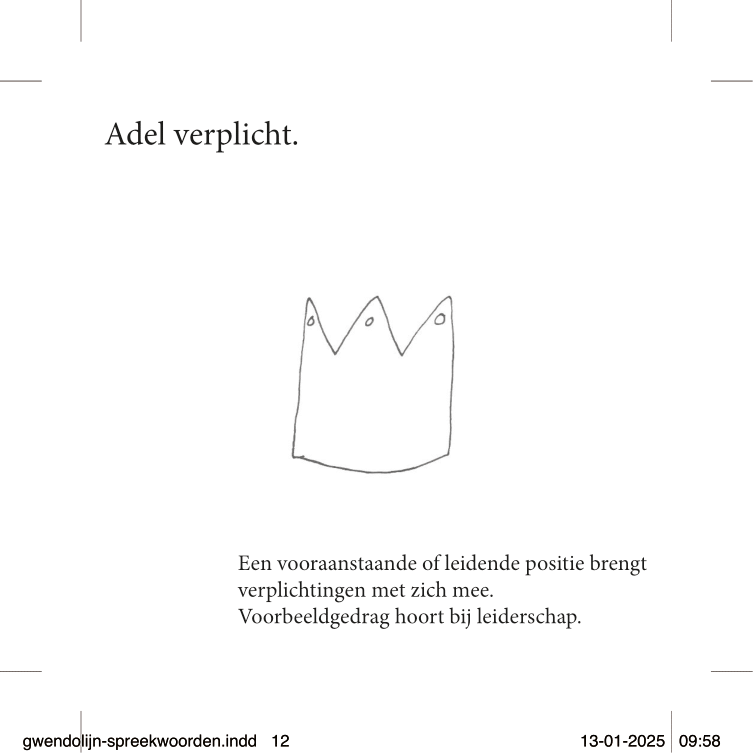 Adel verplicht.
Een vooraanstaande of leidende positie brengt
verplichtingen met zich mee.
Voorbeeldgedrag hoort bij leiderschap.
gwendolijn-spreekwoorden.indd 12 13-01-2025 09:58